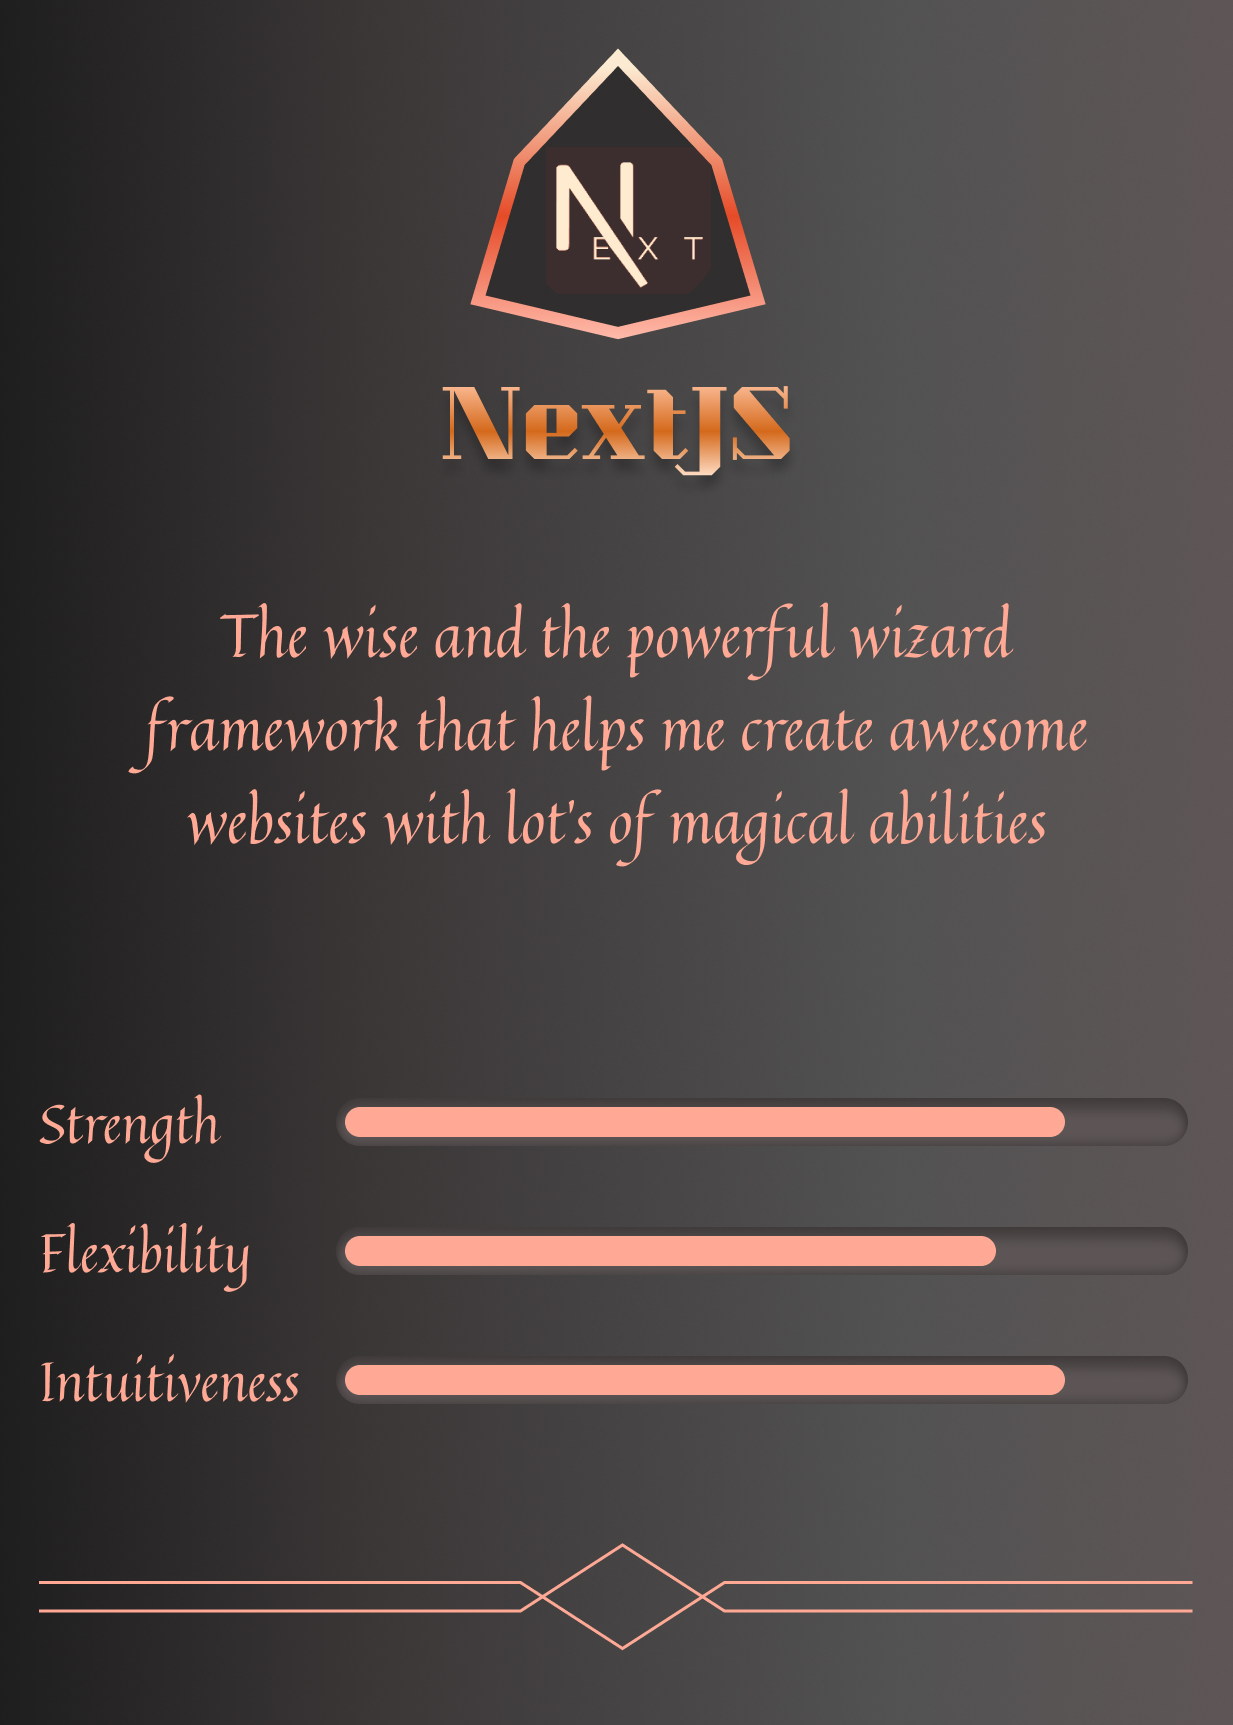 NEXT
NextJS
The wise and the powerful wizard
framework that helps me create awesome
websites with lot's of magical abilities
Strength
Flexibility
Intuitiveness